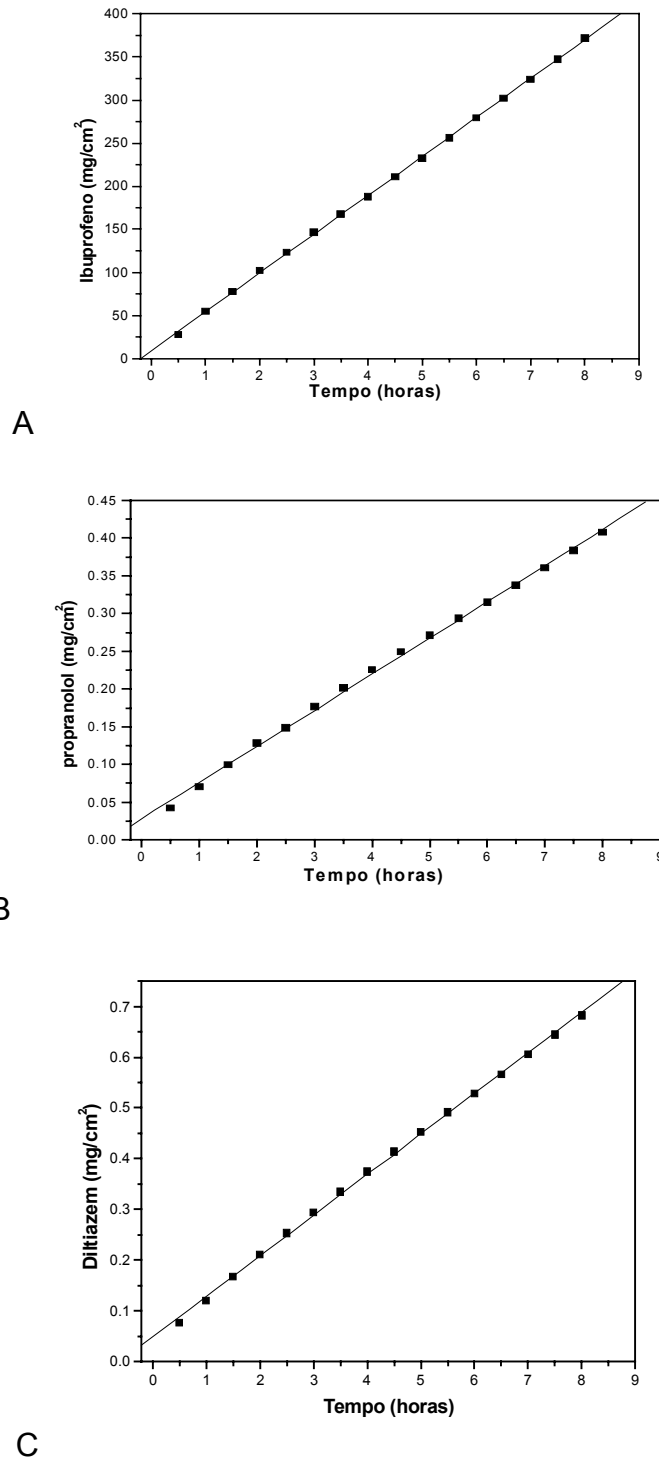 400
350
300
250
200
150
100
50
0
Ibuprofeno (mg/cm²)
0 1 2 3 4 5 6 7 8 9
Tempo (horas)
A
0.45
0.40
0.35
0.30
0.25
0.20
0.15
0.10
0.05
0.00
propranolol (mg/cm²)
0 1 2 3 4 5 6 7 8 9
Tempo (horas)
B
0.7
0.6
0.5
0.4
0.3
0.2
0.1
0.0
Diltiazem (mg/cm²)
0 1 2 3 4 5 6 7 8 9
Tempo (horas)
C